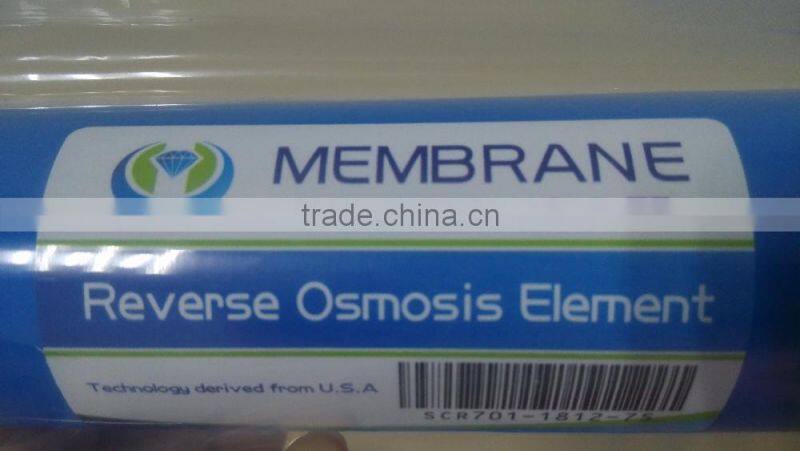 MEMBRANE
trade.china.cn
Reverse Osmosis Element
Technology derived from U.S.A
SCR701-1812-75